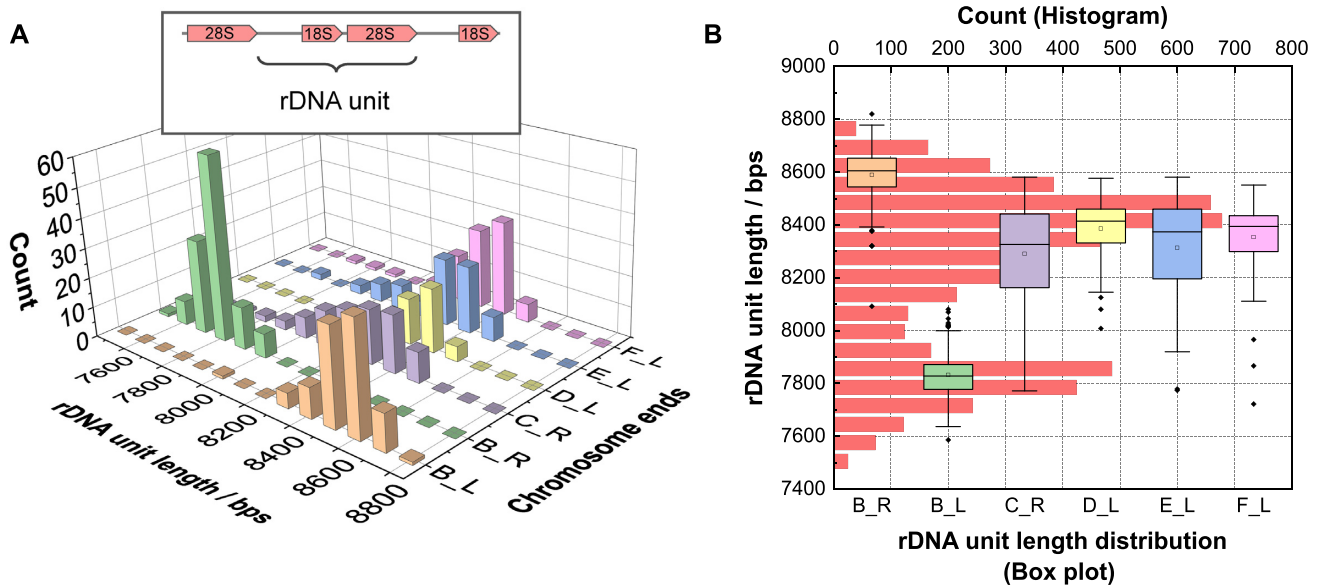 A
28S
18S
28S
18S
rDNA unit
60
50
40
30
20
10
0
Count
7600
7800
8000
8200
8400
8600
8800
rDNA unit length / bps
B_L
B_R
C_R
D_L
E_L
F_L
Chromosome ends
B
Count (Histogram)
0 100 200 300 400 500 600 700 800
9000
8800
8600
8400
8200
8000
7800
7600
7400
rDNA unit length / bps
B_R B_L C_R D_L E_L F_L
rDNA unit length distribution
(Box plot)